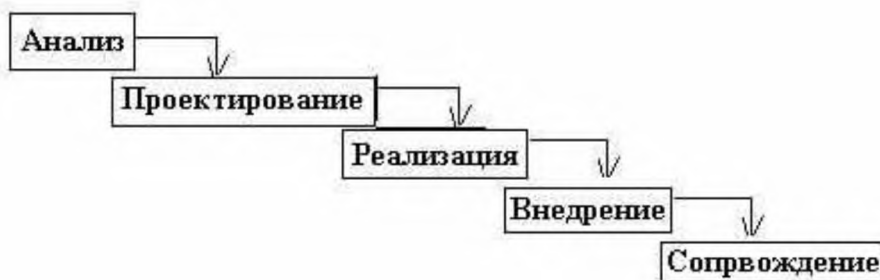 Анализ
Проектирование
Реализация
Внедрение
Сопрвождение